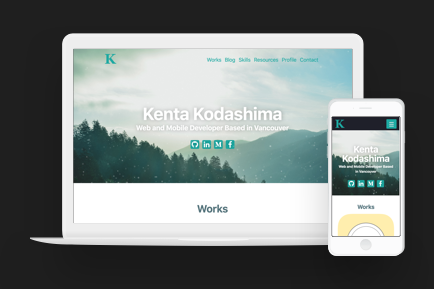 K
Works Blog Skills Resources Profile Contact
Kenta Kodashima
Web and Mobile Developer Based in Vancouver
Works
K
Kenta
Kodashima
Web and Mobile Developer Based
in Vancouver
Works